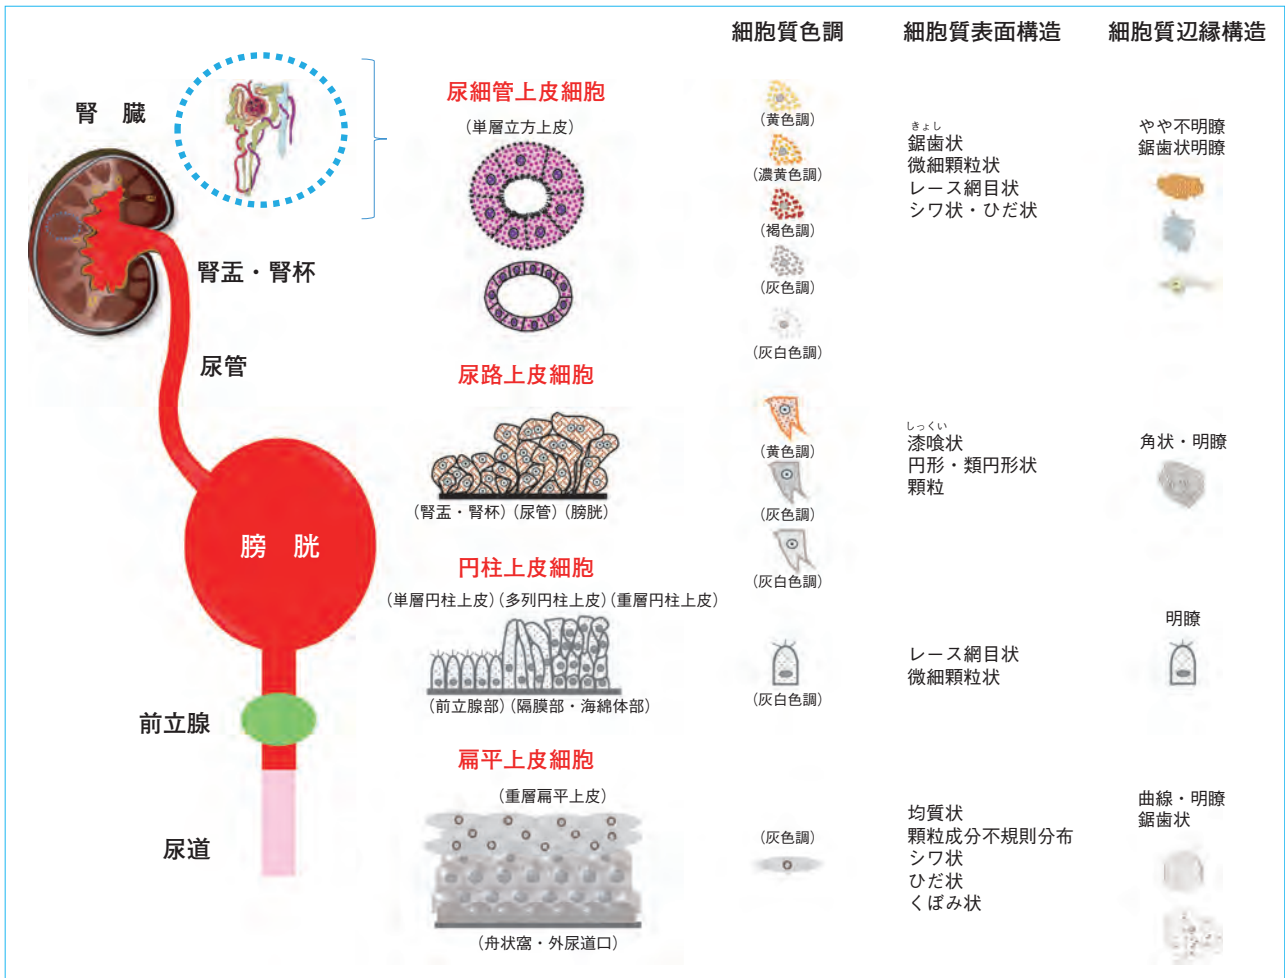 細胞質色調
細胞質表面構造
細胞質辺縁構造
腎　臓
腎盂・腎杯
尿管
膀　胱
前立腺
尿道
尿細管上皮細胞
(単層立方上皮)
(黄色調)
(濃黄色調)
(褐色調)
(灰色調)
(灰白色調)
きょし
鋸歯状
微細顆粒状
レース網目状
シワ状・ひだ状
やや不明瞭
鋸歯状明瞭
尿路上皮細胞
(腎盂・腎杯)(尿管)(膀胱)
(黄色調)
(灰色調)
(灰白色調)
しっくい
漆喰状
円形・類円形状
顆粒
角状・明瞭
円柱上皮細胞
(単層円柱上皮)(多列円柱上皮)(重層円柱上皮)
(前立腺部)(隔膜部・海綿体部)
(灰白色調)
レース網目状
微細顆粒状
明瞭
扁平上皮細胞
(重層扁平上皮)
(舟状窩・外尿道口)
(灰色調)
均質状
顆粒成分不規則分布
シワ状
ひだ状
くぼみ状
曲線・明瞭
鋸歯状